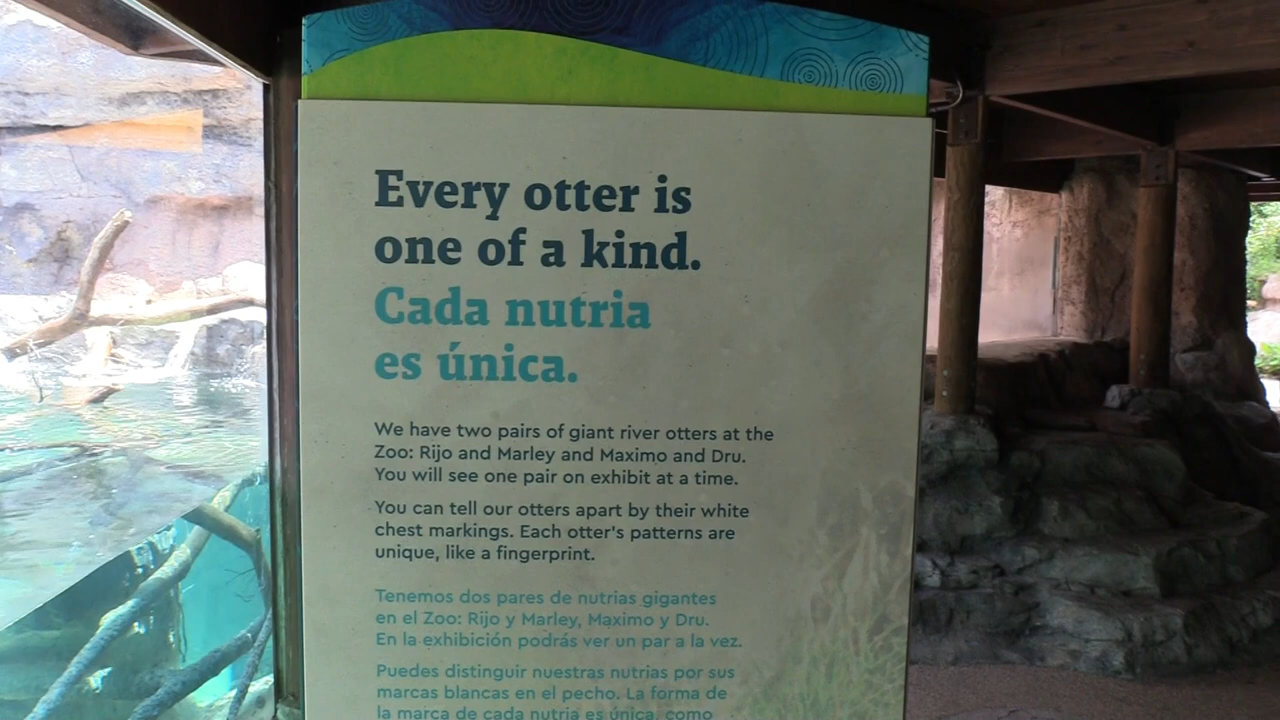 Every otter is
one of a kind.
Cada nutria
es única.
We have two pairs of giant river otters at the
Zoo: Rijo and Marley and Maximo and Dru.
You will see one pair on exhibit at a time.
You can tell our otters apart by their white
chest markings. Each otter's patterns are
unique, like a fingerprint.
Tenemos dos pares de nutrias gigantes
en el Zoo: Rijo y Marley, Maximo y Dru.
En la exhibición podrás ver un par a la vez.
Puedes distinguir nuestras nutrias por sus
marcas blancas en el pecho. La forma de
la marca de cada nutria es única, como